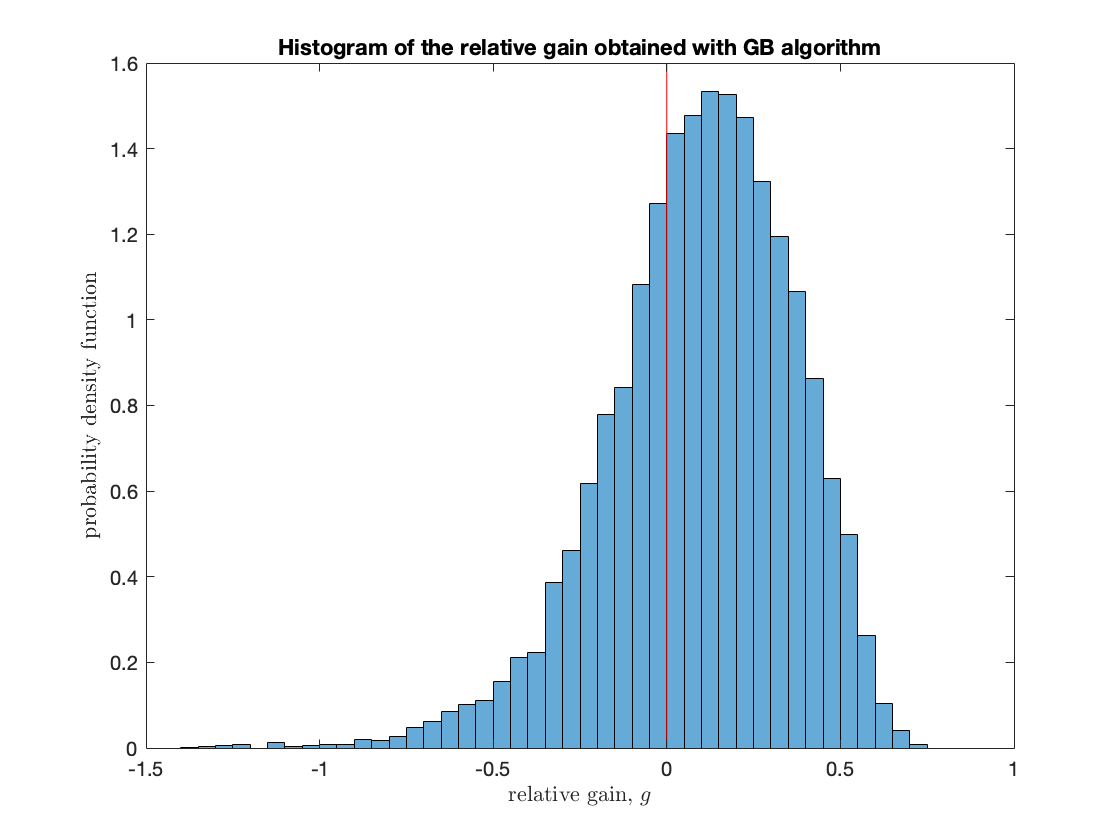 Histogram of the relative gain obtained with GB algorithm
1.6
1.4
1.2
1
0.8
0.6
0.4
0.2
0
probability density function
-1.5 -1 -0.5 0 0.5 1
relative gain, g